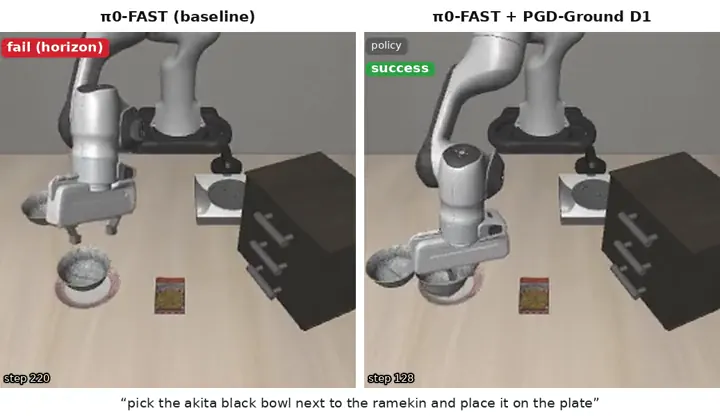 π0-FAST (baseline)
π0-FAST + PGD-Ground D1
fail (horizon)
policy
success
step 220
step 128
“pick the akita black bowl next to the ramekin and place it on the plate”